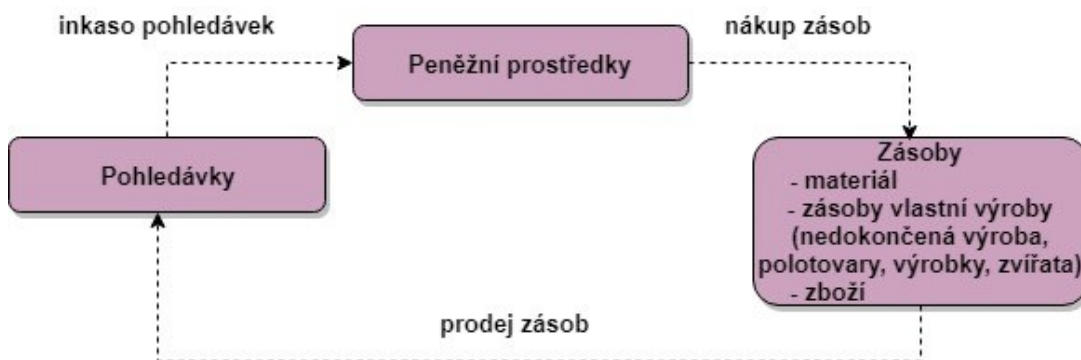 inkaso pohledávek
Peněžní prostředky
nákup zásob
Pohledávky
Zásoby
- materiál
- zásoby vlastní výroby
(nedokončená výroba,
polotovary, výrobky, zvířata)
- zboží
prodej zásob